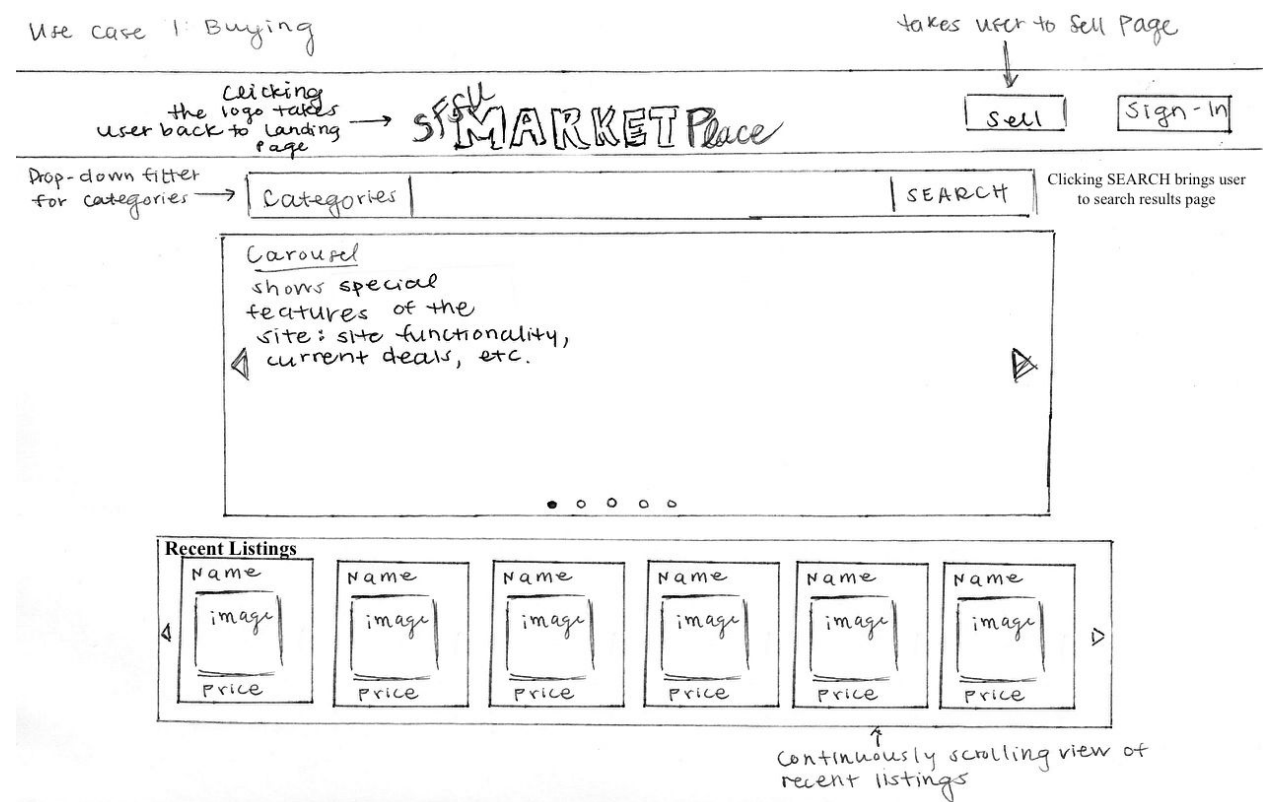 Use case 1: Buying
takes user to Sell Page
clicking
the logo takes
user back to landing
page
SFSU MARKETPlace
Sell
Sign-In
Drop-down filter
for categories
Categories
SEARCH
Clicking SEARCH brings user
to search results page
Carousel
shows special
features of the
site: site functionality,
current deals, etc.
Recent Listings
Name
image
Price
Name
image
Price
Name
image
Price
Name
image
Price
Name
image
Price
Name
image
Price
continuously scrolling view of
recent listings